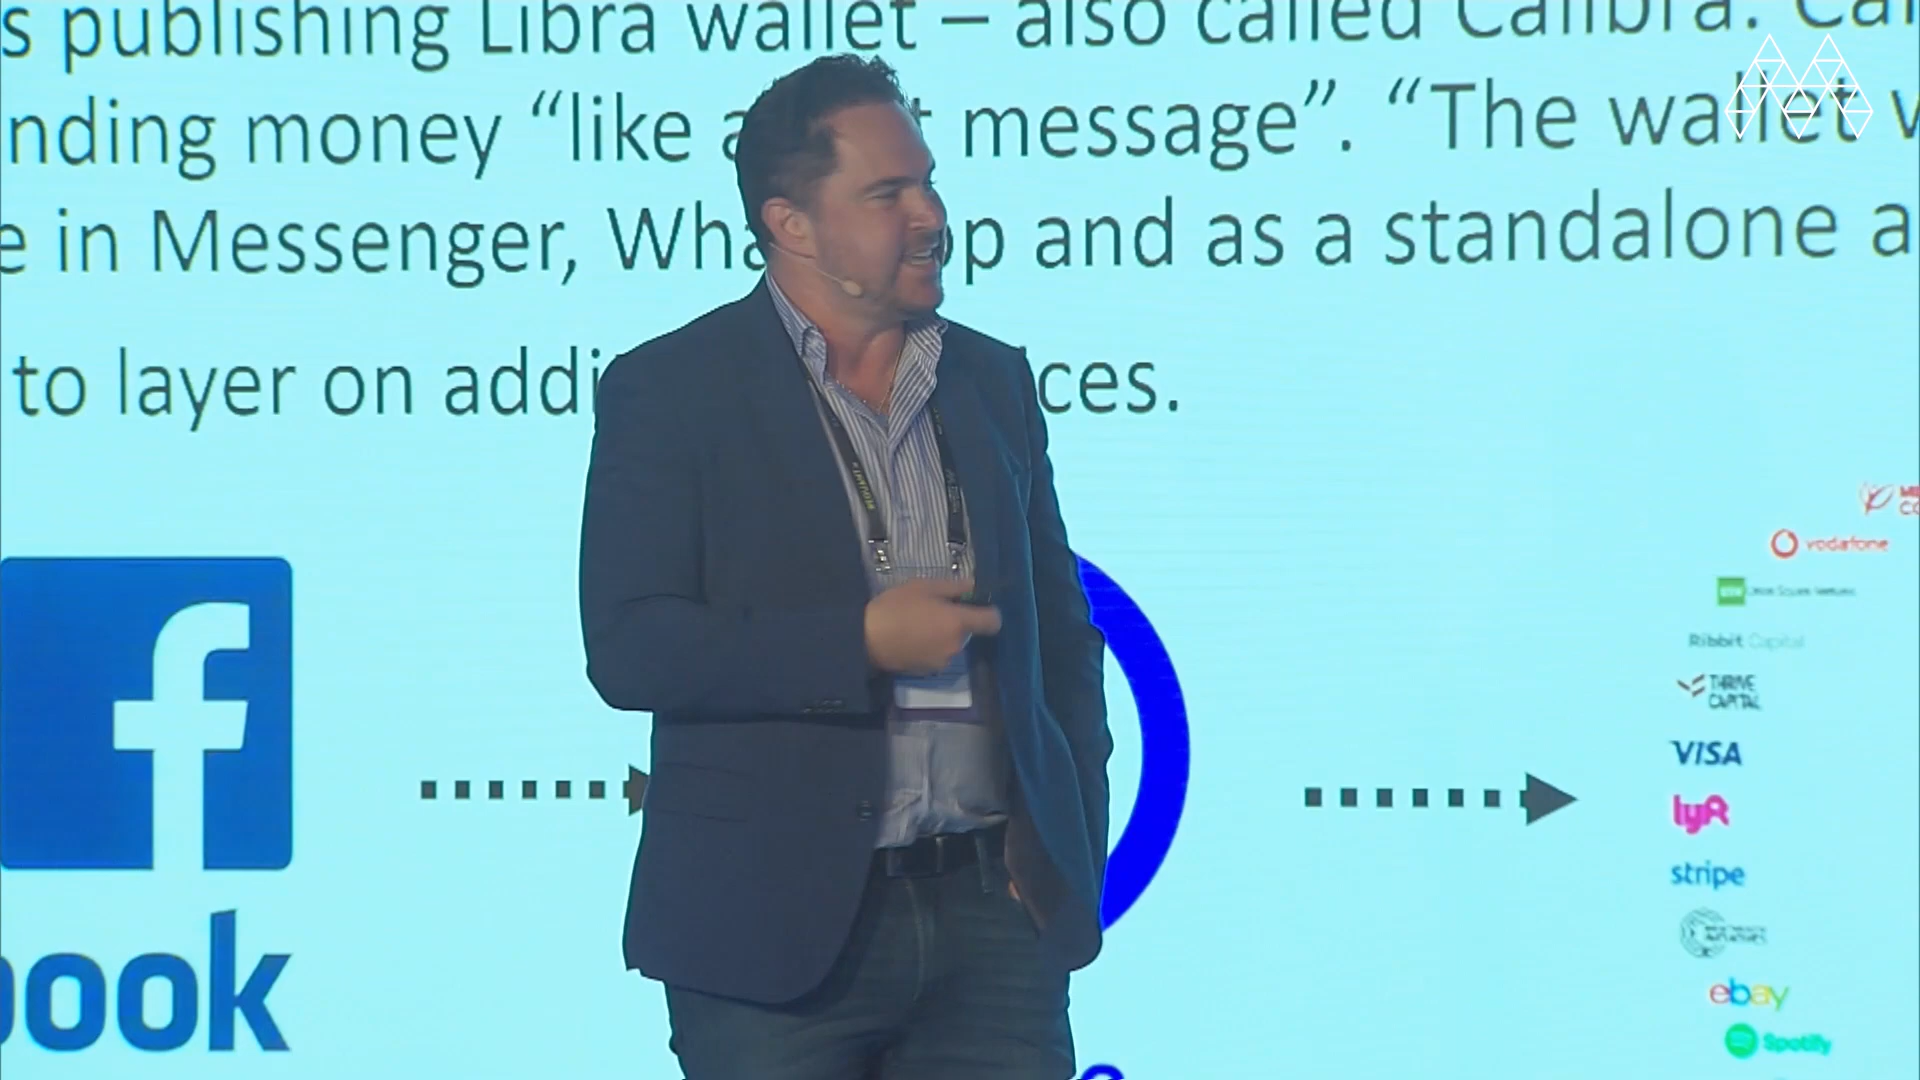 s publishing Libra wallet – also called Calibra. Cal
nding money “like a t message”. “The wallet w
e in Messenger, Wha p and as a standalone a
to layer on addi ces.
vodafone
Ribbit Capital
THRIVE
CAPITAL
VISA
lyft
stripe
ebay
Spotify
f
ook